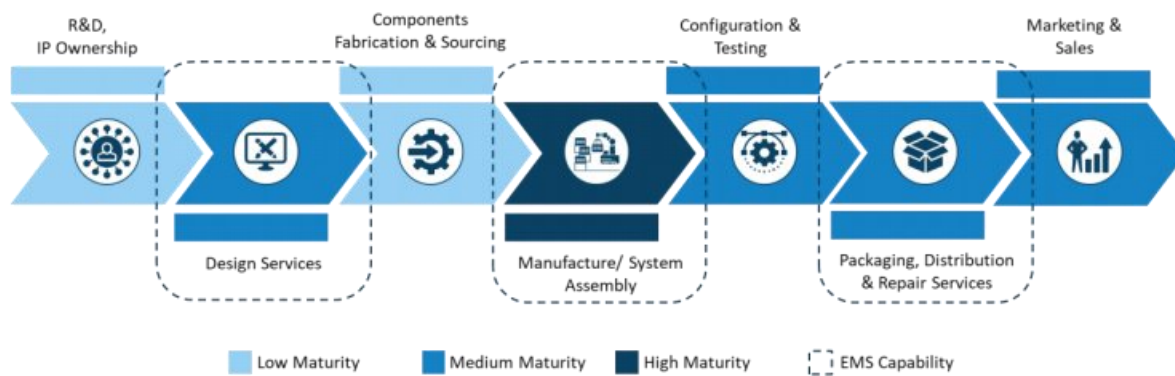 R&D,
IP Ownership
Components
Fabrication & Sourcing
Configuration &
Testing
Marketing &
Sales
Design Services
Manufacture/ System
Assembly
Packaging, Distribution
& Repair Services
Low Maturity
Medium Maturity
High Maturity
EMS Capability